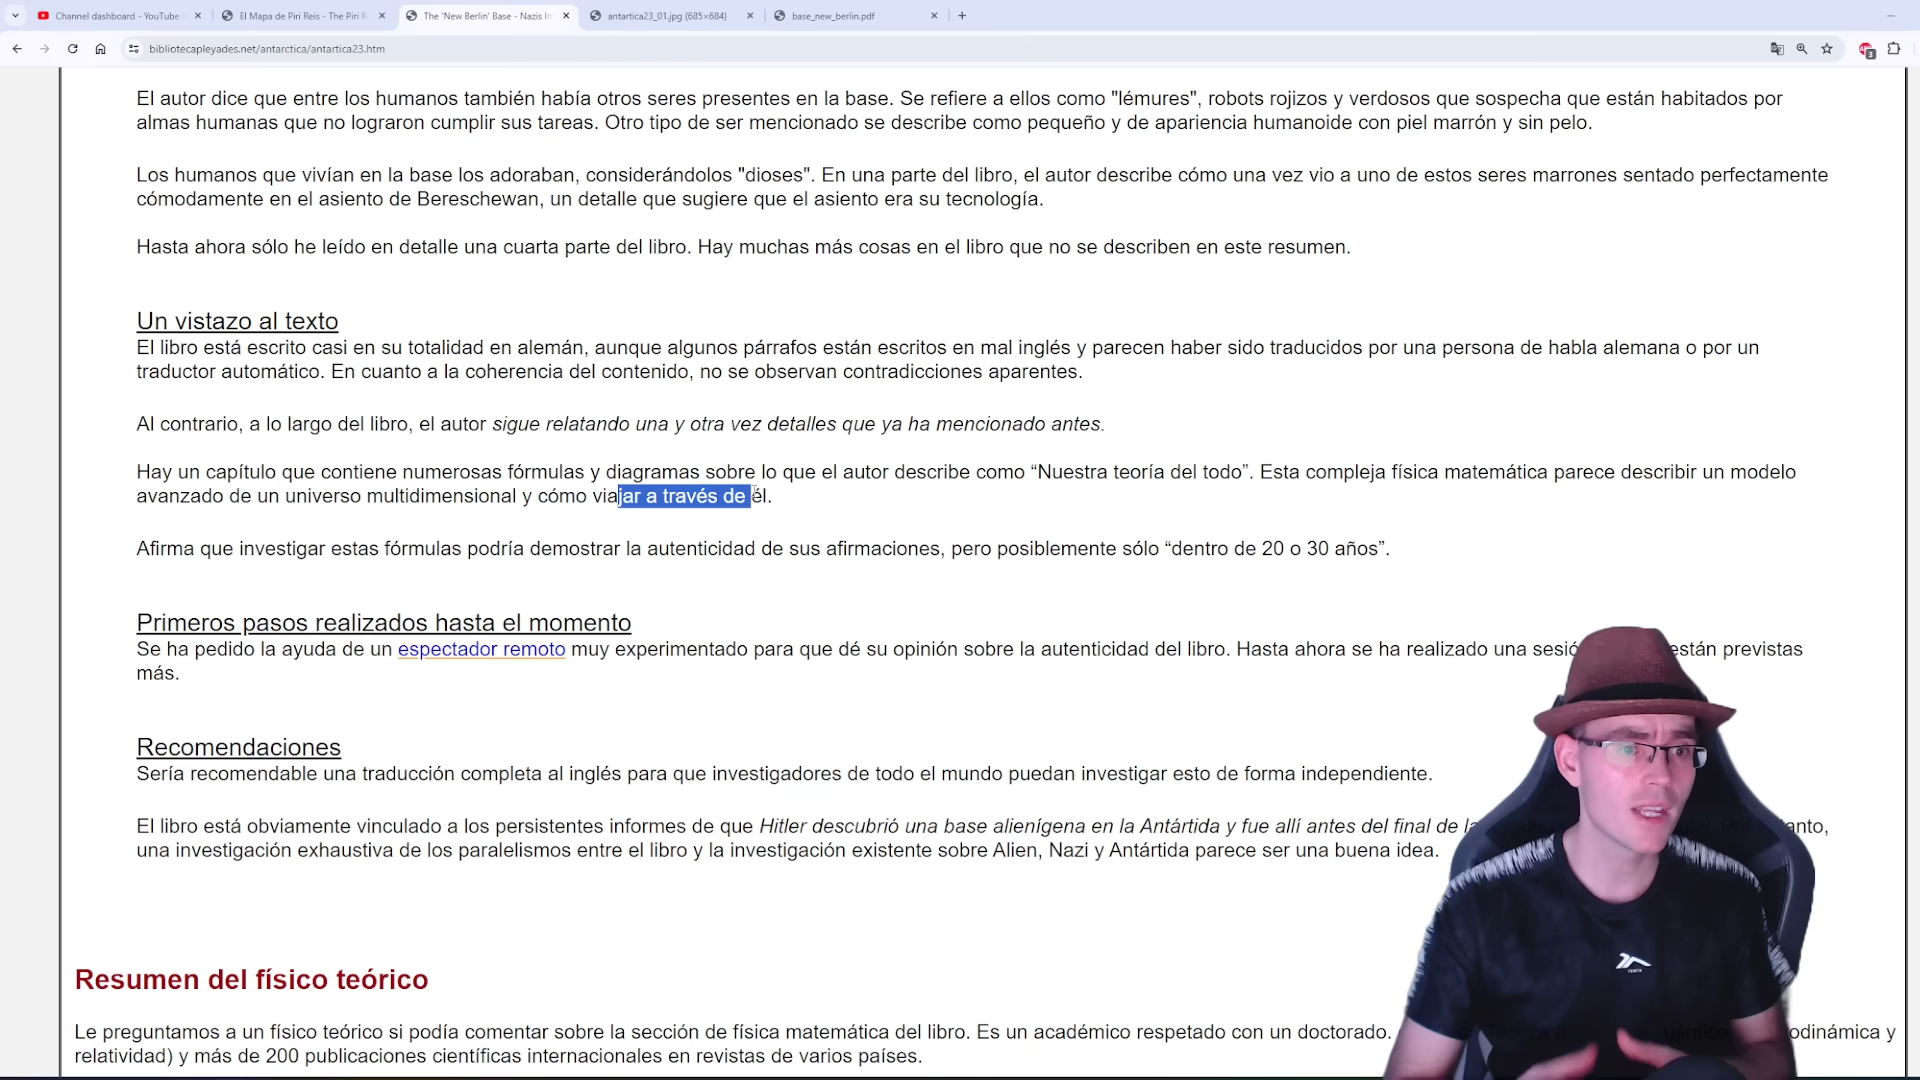 Channel dashboard - YouTube
El Mapa de Piri Reis - The Piri R
The 'New Berlin' Base - Nazis In
antartica23_01.jpg (685×684)
base_new_berlin.pdf
bibliotecapleyades.net/antarctica/antartica23.htm
3
El autor dice que entre los humanos también había otros seres presentes en la base. Se refiere a ellos como "lémures", robots rojizos y verdosos que sospecha que están habitados por
almas humanas que no lograron cumplir sus tareas. Otro tipo de ser mencionado se describe como pequeño y de apariencia humanoide con piel marrón y sin pelo.
Los humanos que vivían en la base los adoraban, considerándolos "dioses". En una parte del libro, el autor describe cómo una vez vio a uno de estos seres marrones sentado perfectamente
cómodamente en el asiento de Bereschewan, un detalle que sugiere que el asiento era su tecnología.
Hasta ahora sólo he leído en detalle una cuarta parte del libro. Hay muchas más cosas en el libro que no se describen en este resumen.
Un vistazo al texto
El libro está escrito casi en su totalidad en alemán, aunque algunos párrafos están escritos en mal inglés y parecen haber sido traducidos por una persona de habla alemana o por un
traductor automático. En cuanto a la coherencia del contenido, no se observan contradicciones aparentes.
Al contrario, a lo largo del libro, el autor sigue relatando una y otra vez detalles que ya ha mencionado antes.
Hay un capítulo que contiene numerosas fórmulas y diagramas sobre lo que el autor describe como “Nuestra teoría del todo”. Esta compleja física matemática parece describir un modelo
avanzado de un universo multidimensional y cómo viajar a través de él.
Afirma que investigar estas fórmulas podría demostrar la autenticidad de sus afirmaciones, pero posiblemente sólo “dentro de 20 o 30 años”.
Primeros pasos realizados hasta el momento
Se ha pedido la ayuda de un espectador remoto muy experimentado para que dé su opinión sobre la autenticidad del libro. Hasta ahora se ha realizado una sesió están previstas
más.
Recomendaciones
Sería recomendable una traducción completa al inglés para que investigadores de todo el mundo puedan investigar esto de forma independiente.
El libro está obviamente vinculado a los persistentes informes de que Hitler descubrió una base alienígena en la Antártida y fue allí antes del final de la anto,
una investigación exhaustiva de los paralelismos entre el libro y la investigación existente sobre Alien, Nazi y Antártida parece ser una buena idea.
Resumen del físico teórico
Le preguntamos a un físico teórico si podía comentar sobre la sección de física matemática del libro. Es un académico respetado con un doctorado. odinámica y
relatividad) y más de 200 publicaciones científicas internacionales en revistas de varios países.